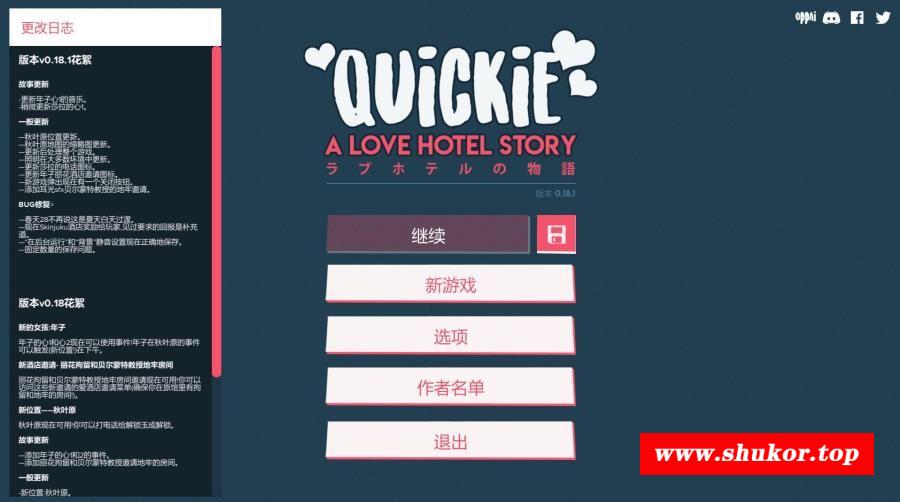 更改日志
版本v0.18.1花絮
故事更新
-更新年子心1的音乐。
-稍微更新莎拉的心1。
一般更新
—秋叶原位置更新。
—秋叶原地图的缩略图更新。
—更新后处理整个游戏。
—照明在大多数环境中更新。
—更新莎拉的电话图标。
—更新年子丽花酒店邀请图标。
—新游戏弹出现在有一个关闭按钮。
—添加耳光sfx贝尔蒙特教授的地牢邀请。
BUG修复>
—春天28不再说这是夏天白天过渡。
—现在Skinjuku酒店奖励给玩家,见过要求的回报是补充
道。
—"在后台运行"和"背景"静音设置现在正确地保存。
—固定数量的保存问题。
版本v0.18花絮
新的女孩:年子
年子的心1和心2现在可以使用事件!年子在秋叶原的事件
可以触发(新位置!)在下午。
新酒店邀请- 丽花拘留和贝尔蒙特教授地牢房间
丽花拘留和贝尔蒙特教授地牢房间邀请现在可用!你可以
访问这些新邀请的爱酒店邀请菜单(确保你在旅馆里有拘
留和地牢的房间!)。
新位置——秋叶原
秋叶原现在可用!你可以打电话给解锁玉成解锁。
故事更新
—添加年子的心1和2的事件。
—添加丽花拘留和贝尔蒙特教授邀请地牢的房间。
一般更新
-新位置 秋叶原。
oppai
QUICKIE
A LOVE HOTEL STORY
ラブホテルの物語
版本 0.18.1
继续
新游戏
选项
作者名单
退出
www.shukor.top